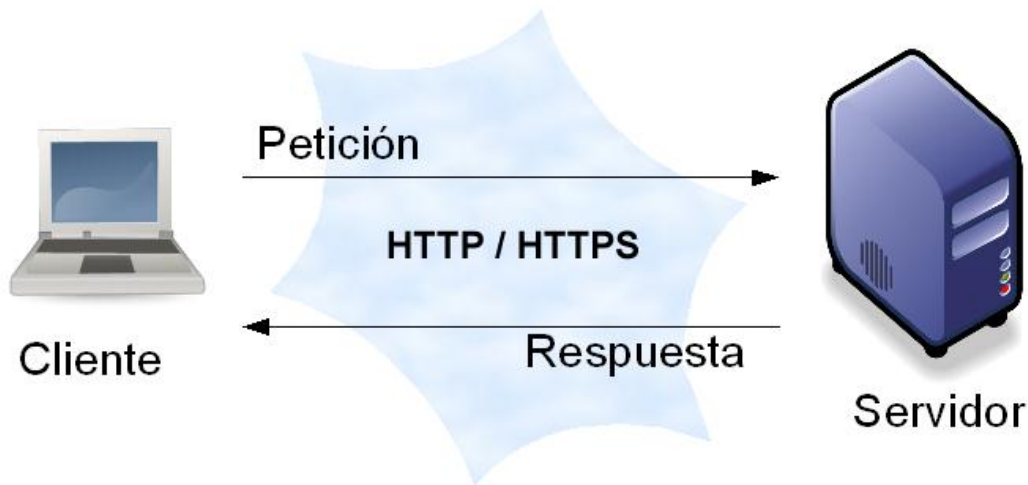 Petición
HTTP / HTTPS
Respuesta
Cliente
Servidor